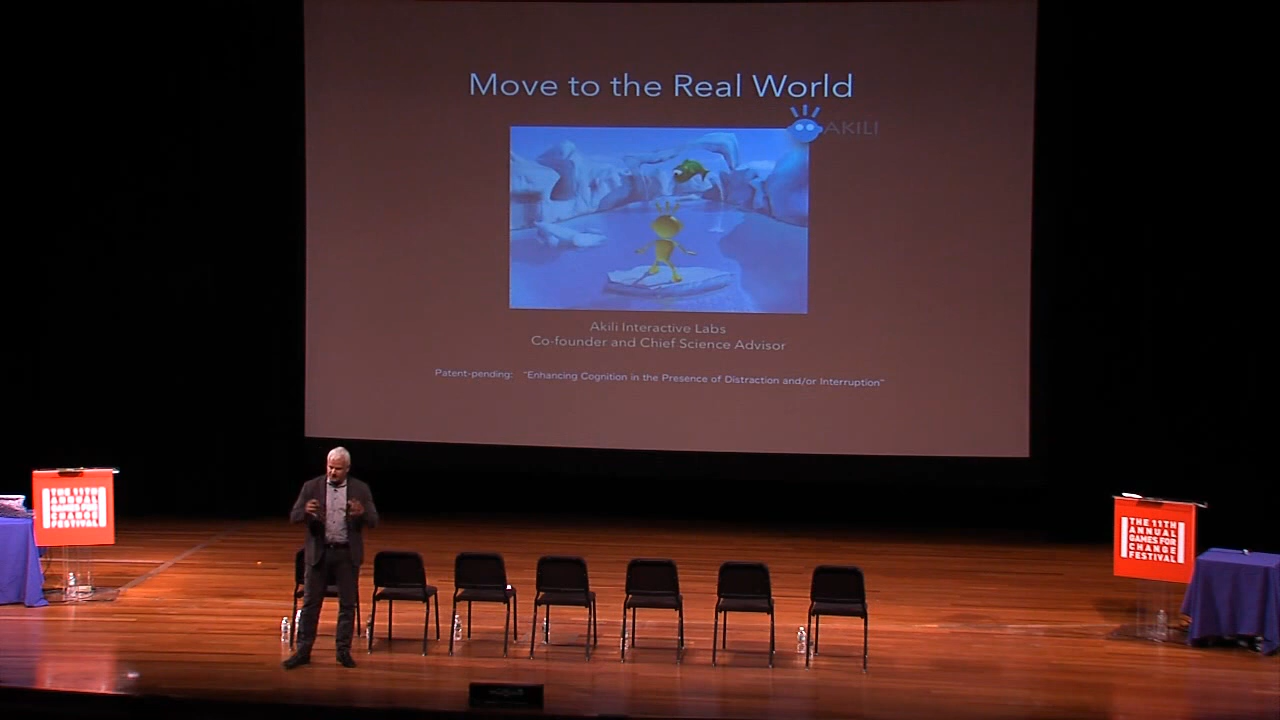 Move to the Real World
AKILI
Akili Interactive Labs
Co-founder and Chief Science Advisor
Patent-pending: "Enhancing Cognition in the Presence of Distraction and/or Interruption"
THE 11TH
ANNUAL
GAMES FOR
CHANGE
FESTIVAL
THE 11TH
ANNUAL
GAMES FOR
CHANGE
FESTIVAL